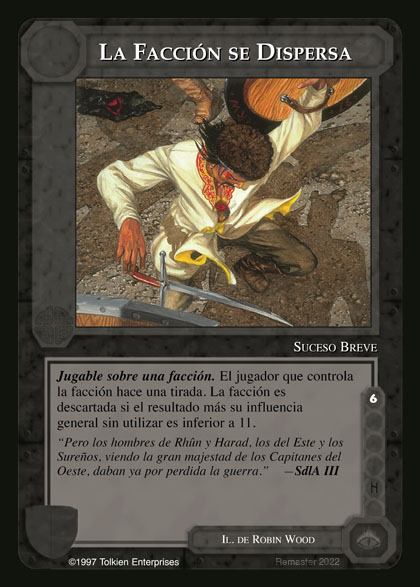 LA FACCIÓN SE DISPERSA
SUCESO BREVE
Jugable sobre una facción. El jugador que controla
la facción hace una tirada. La facción es
descartada si el resultado más su influencia
general sin utilizar es inferior a 11.
6
“Pero los hombres de Rhûn y Harad, los del Este y los
Sureños, viendo la gran majestad de los Capitanes del
Oeste, daban ya por perdida la guerra.” —SdlA III
H
IL. DE ROBIN WOOD
©1997 Tolkien Enterprises
Remaster 2022